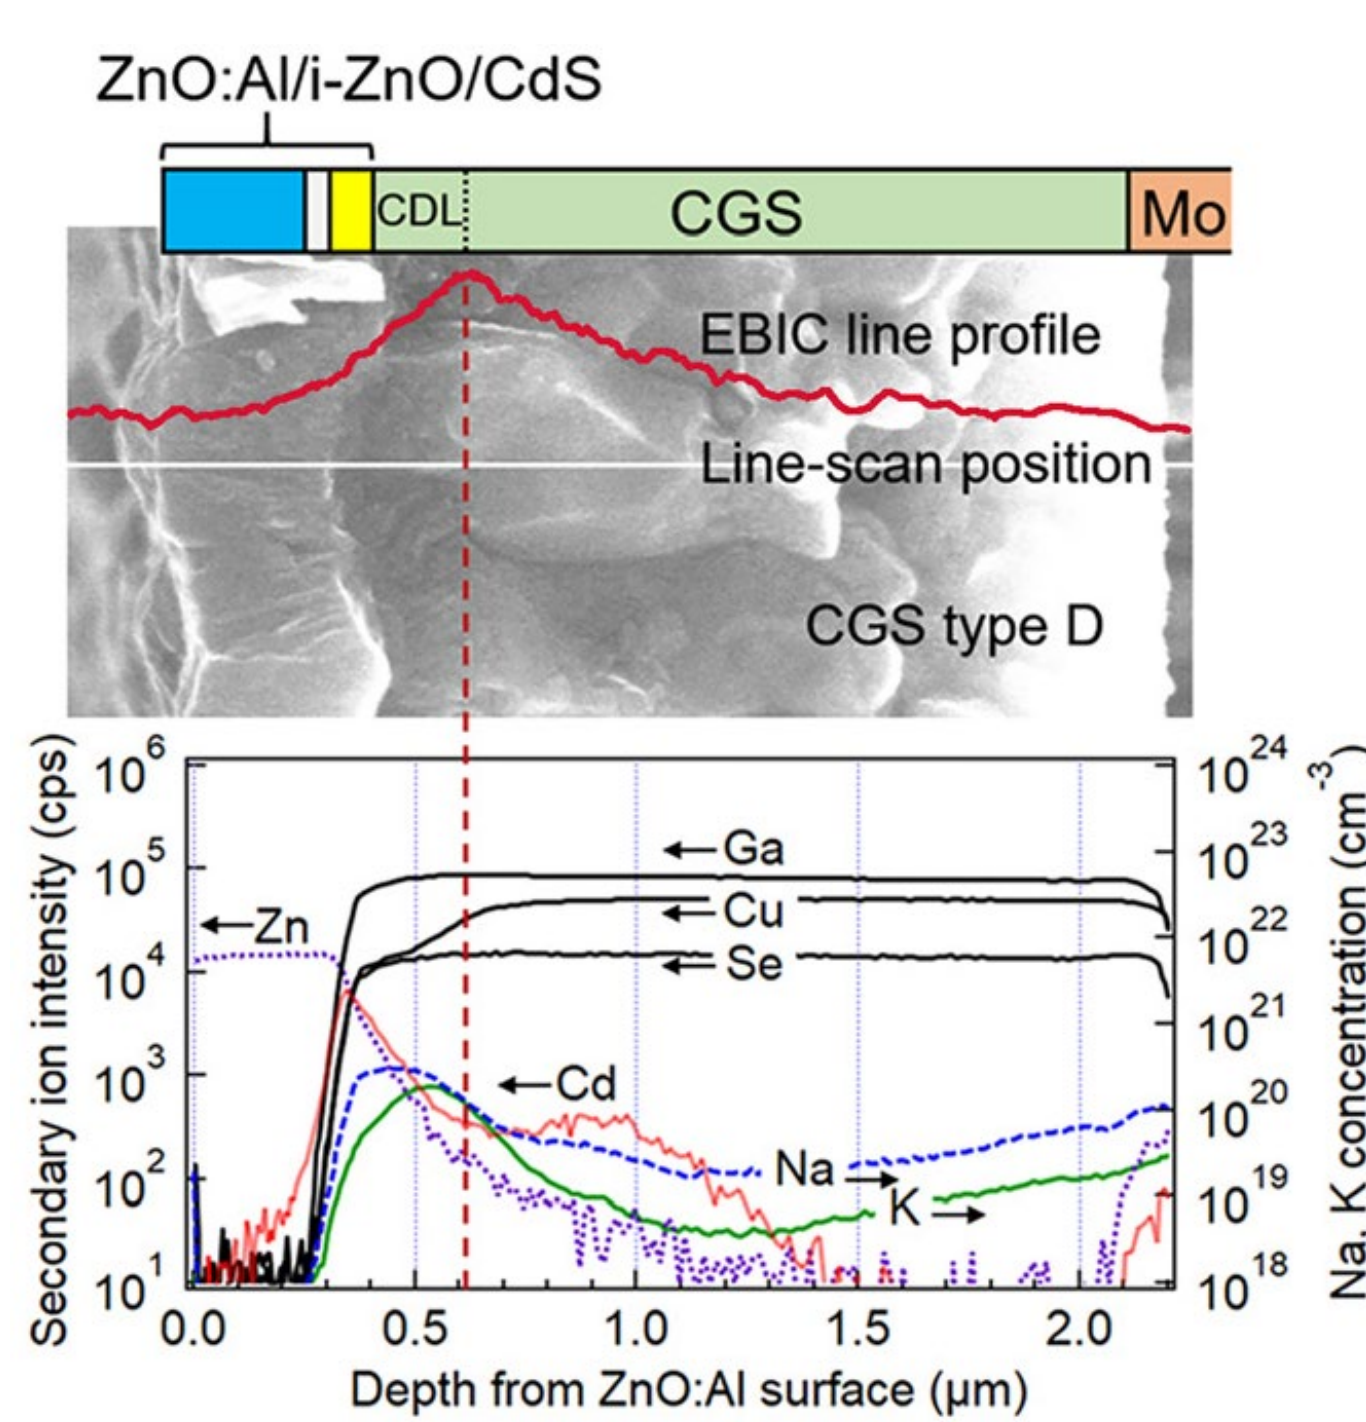 ZnO:Al/i-ZnO/CdS
CDL
CGS
Mo
EBIC line profile
Line-scan position
CGS type D
Secondary ion intensity (cps)
10^6
10^5
10^4
10^3
10^2
10^1
Zn
Ga
Cu
Se
Cd
Na
K
10^24
10^23
10^22
10^21
10^20
10^19
10^18
Na, K concentration (cm^-3)
0.0 0.5 1.0 1.5 2.0
Depth from ZnO:Al surface (μm)